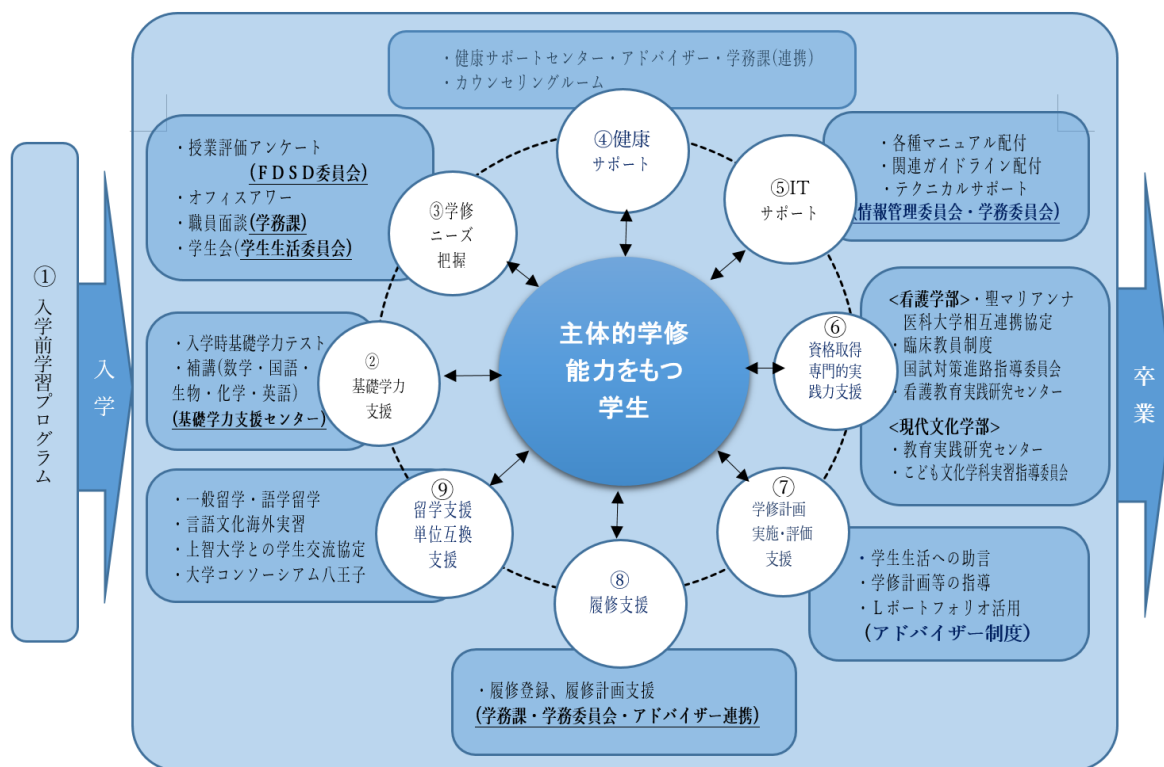 ①入学前学習プログラム
入学
・健康サポートセンター・アドバイザー・学務課(連携)
・カウンセリングルーム
④健康
サポート
・授業評価アンケート
(ＦＤＳＤ委員会)
・オフィスアワー
・職員面談(学務課)
・学生会(学生生活委員会)
③学修
ニーズ
把握
⑤IT
サポート
・各種マニュアル配付
・関連ガイドライン配付
・テクニカルサポート
情報管理委員会・学務委員会)
主体的学修
能力をもつ
学生
・入学時基礎学力テスト
・補講(数学・国語・
生物・化学・英語)
(基礎学力支援センター)
②
基礎学力
支援
⑥
資格取得
専門的実
践力支援
<看護学部>・聖マリアンナ
医科大学相互連携協定
・臨床教員制度
・国試対策進路指導委員会
・看護教育実践研究センター
<現代文化学部>
・教育実践研究センター
・こども文化学科実習指導委員会
・一般留学・語学留学
・言語文化海外実習
・上智大学との学生交流協定
・大学コンソーシアム八王子
⑨
留学支援
単位互換
支援
⑦
学修計画
実施・評価
支援
・学生生活への助言
・学修計画等の指導
・Ｌポートフォリオ活用
(アドバイザー制度)
⑧
履修支援
・履修登録、履修計画支援
(学務課・学務委員会・アドバイザー連携)
卒業